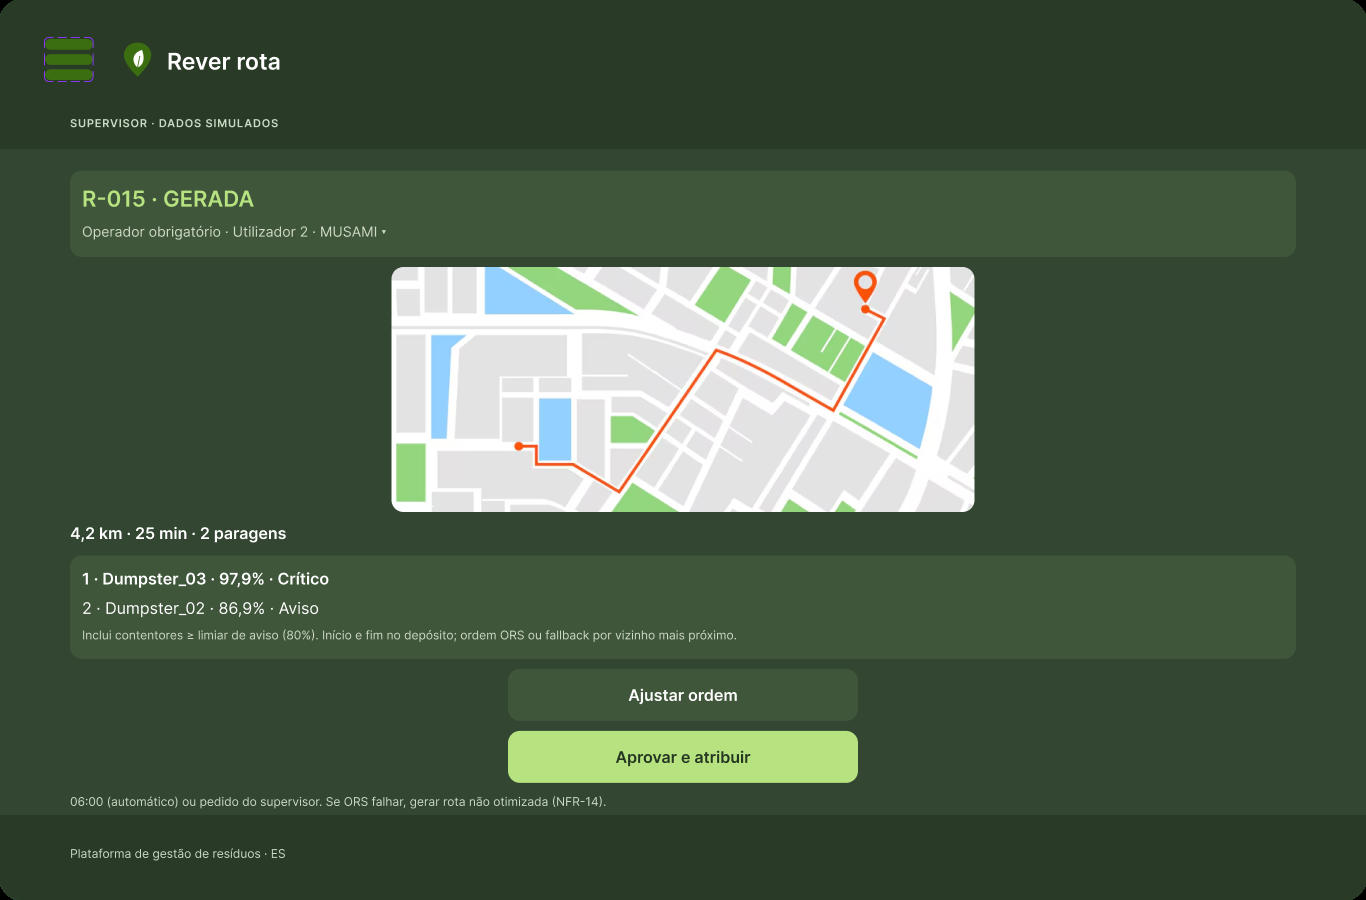 Rever rota
SUPERVISOR · DADOS SIMULADOS
R-015 · GERADA
Operador obrigatório · Utilizador 2 · MUSAMI ▾
4,2 km · 25 min · 2 paragens
1 · Dumpster_03 · 97,9% · Crítico
2 · Dumpster_02 · 86,9% · Aviso
Inclui contentores ≥ limiar de aviso (80%). Início e fim no depósito; ordem ORS ou fallback por vizinho mais próximo.
Ajustar ordem
Aprovar e atribuir
06:00 (automático) ou pedido do supervisor. Se ORS falhar, gerar rota não otimizada (NFR-14).
Plataforma de gestão de resíduos · ES